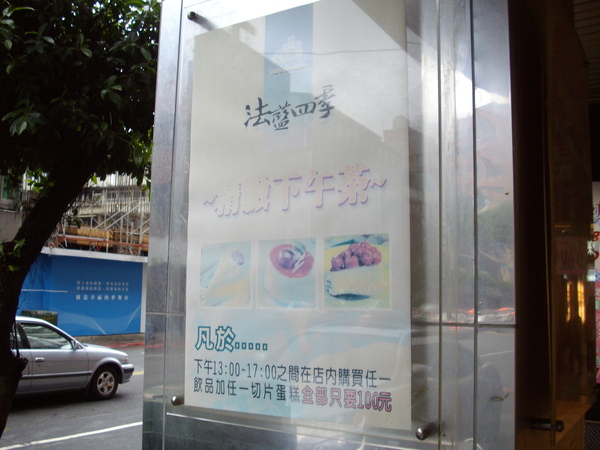 法藍四季
~精緻下午茶~
凡於.....
下午13:00-17:00之間在店內購買任一
飲品加任一切片蛋糕全部只要100元